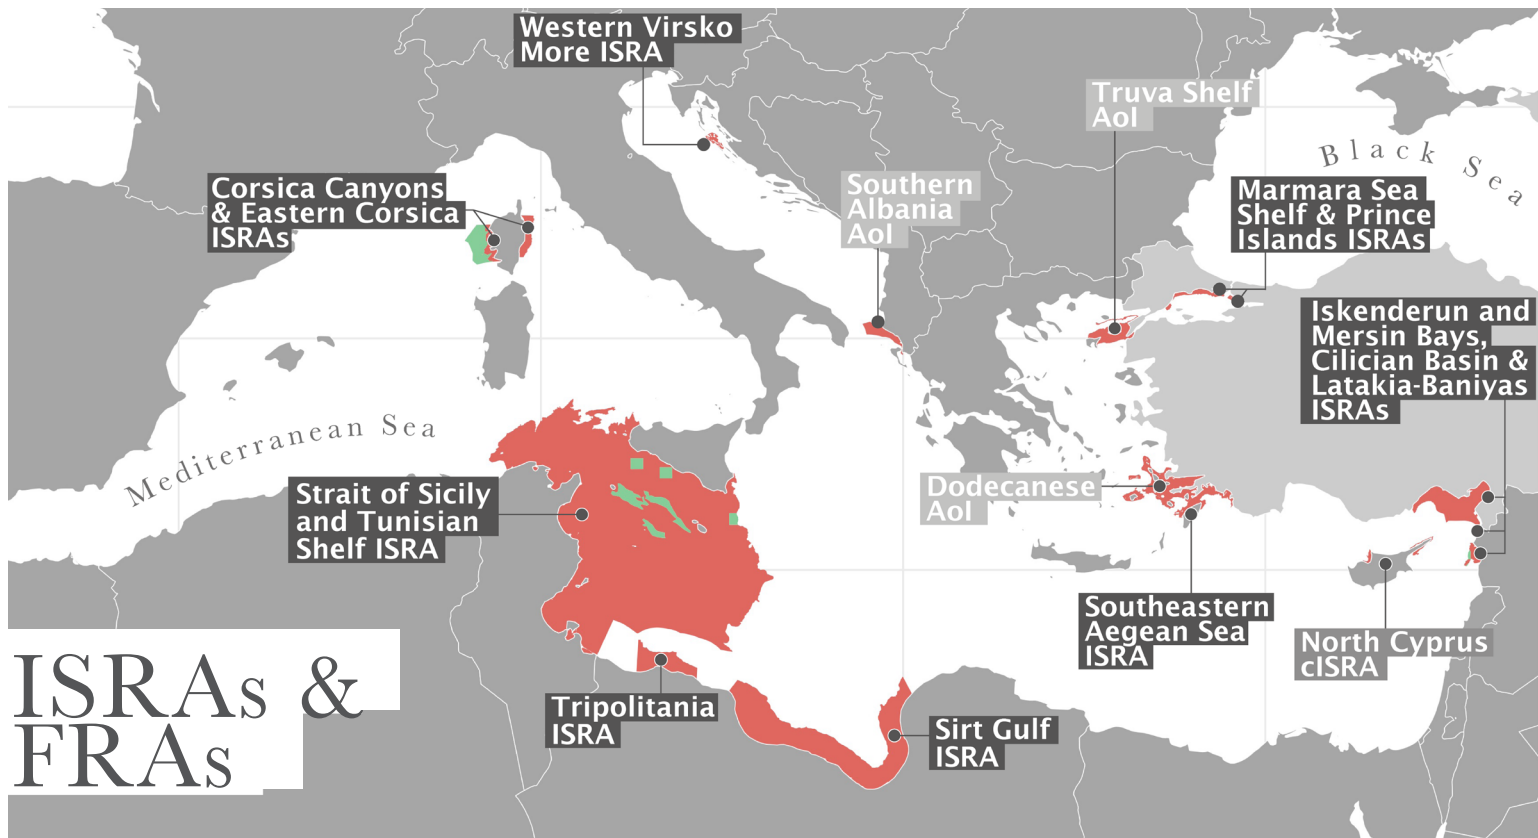 Western Virsko
More ISRA
Truva Shelf
AoI
Black Sea
Corsica Canyons
& Eastern Corsica
ISRAs
Southern
Albania
AoI
Marmara Sea
Shelf & Prince
Islands ISRAs
Iskenderun and
Mersin Bays,
Cilician Basin &
Latakia-Baniyas
ISRAs
Mediterranean Sea
Strait of Sicily
and Tunisian
Shelf ISRA
Dodecanese
AoI
Southeastern
Aegean Sea
ISRA
North Cyprus
cISRA
ISRAs &
FRAs
Tripolitania
ISRA
Sirt Gulf
ISRA